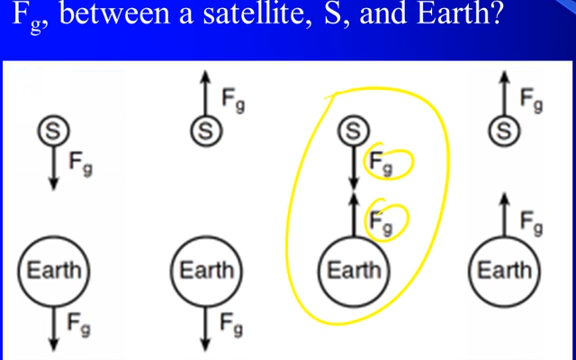 Fg, between a satellite, S, and Earth?
Fg
S S S S Fg
Fg Fg
Fg Fg
Earth Earth Earth Earth
Fg Fg